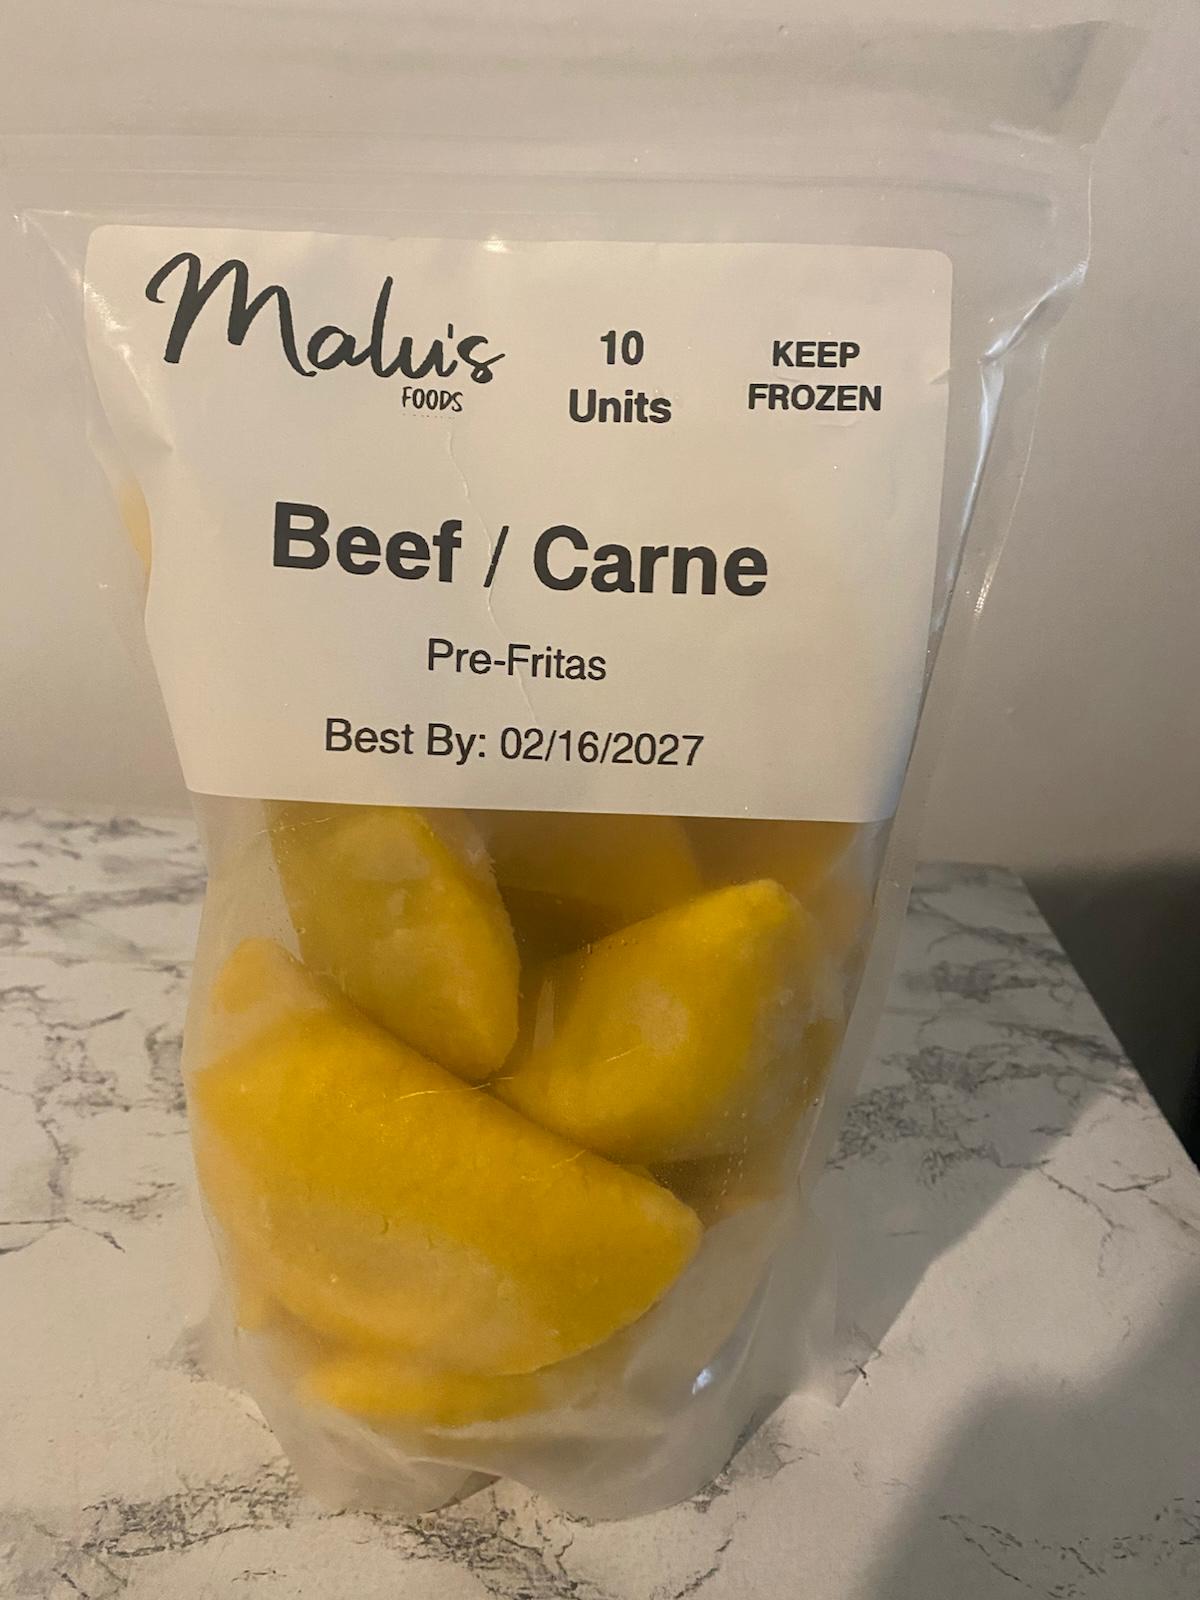 Malu's
FOODS
10
Units
KEEP
FROZEN
Beef / Carne
Pre-Fritas
Best By: 02/16/2027